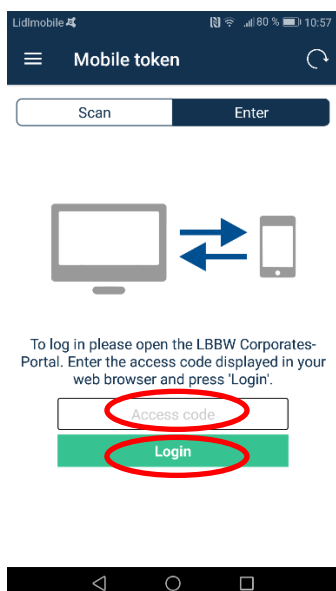 Lidlmobile 80 % 10:57
Mobile token
Scan Enter
To log in please open the LBBW Corporates-
Portal. Enter the access code displayed in your
web browser and press 'Login'.
Access code
Login